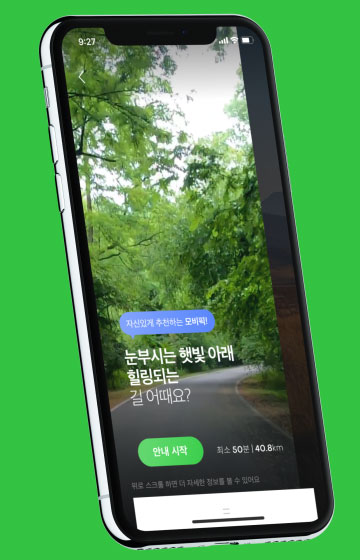 9:27
자신있게 추천하는 모비픽!
눈부시는 햇빛 아래
힐링되는
길 어때요?
안내 시작
최소 50분 | 40.8km
위로 스크롤 하면 더 자세한 정보를 볼 수 있어요